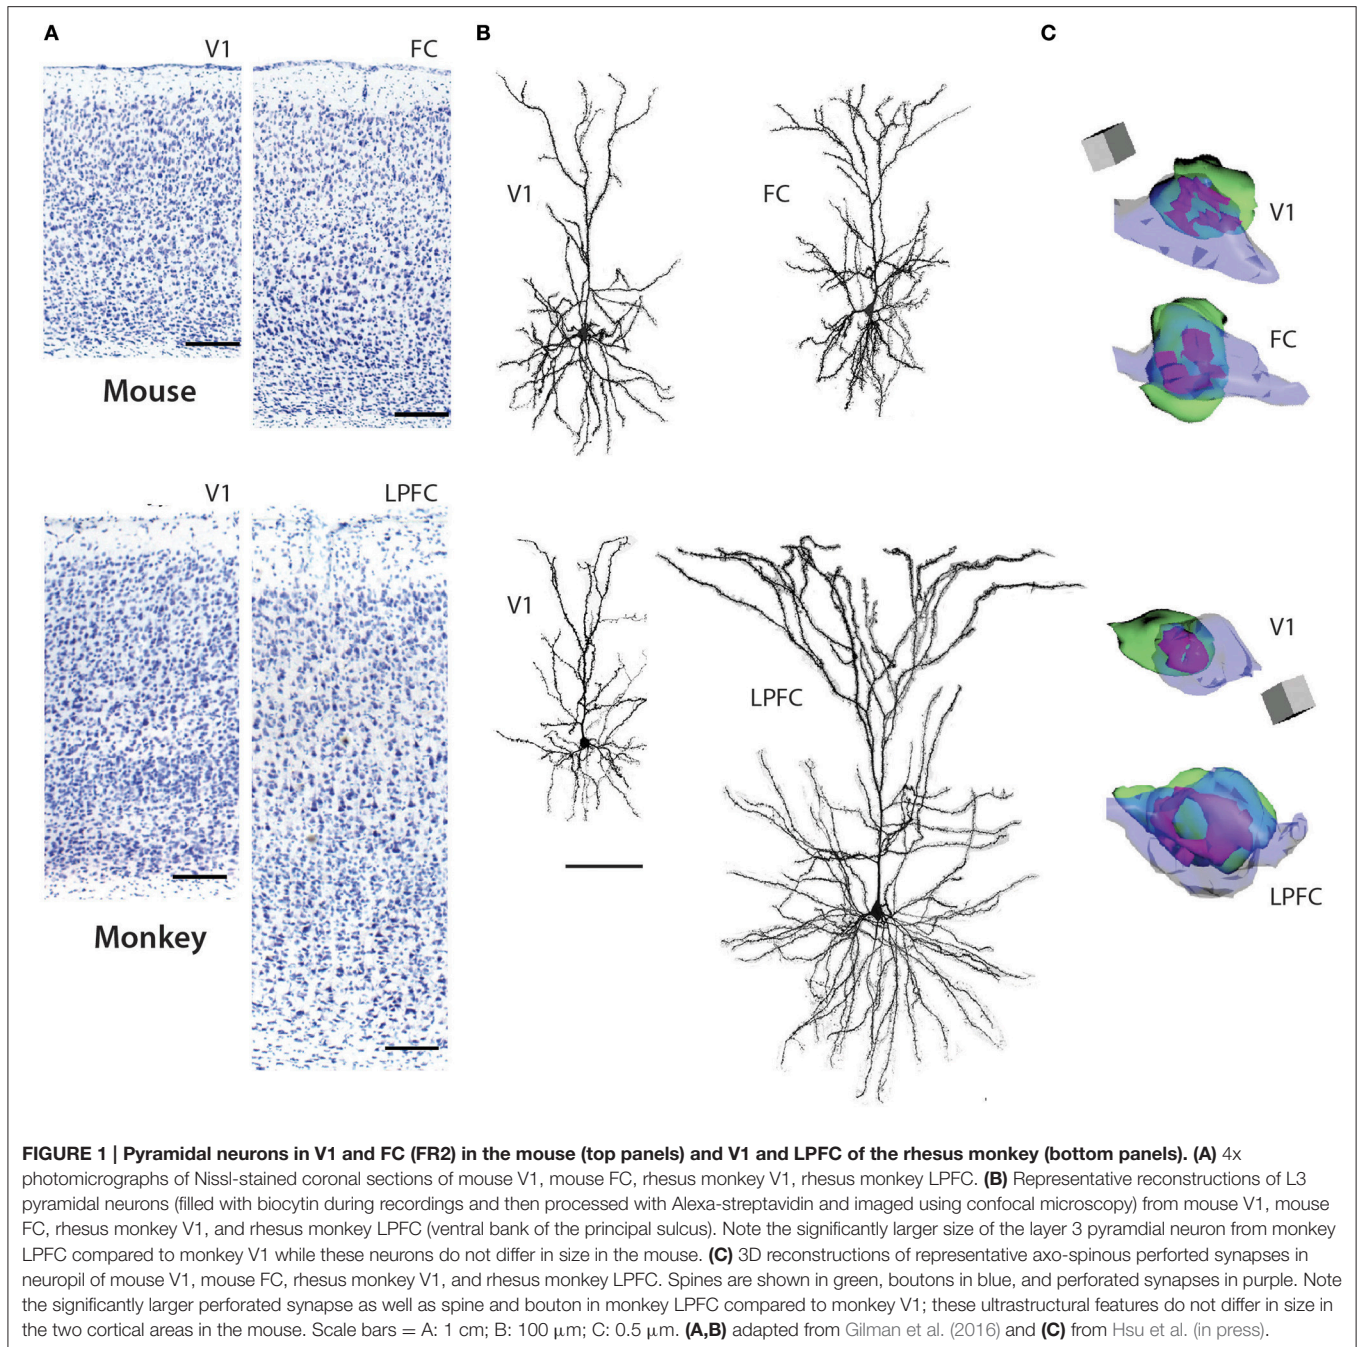 A
B
C
V1
FC
V1
FC
V1
FC
Mouse
V1
LPFC
V1
LPFC
V1
LPFC
Monkey
FIGURE 1 | Pyramidal neurons in V1 and FC (FR2) in the mouse (top panels) and V1 and LPFC of the rhesus monkey (bottom panels). (A) 4x
photomicrographs of Nissl-stained coronal sections of mouse V1, mouse FC, rhesus monkey V1, rhesus monkey LPFC. (B) Representative reconstructions of L3
pyramidal neurons (filled with biocytin during recordings and then processed with Alexa-streptavidin and imaged using confocal microscopy) from mouse V1, mouse
FC, rhesus monkey V1, and rhesus monkey LPFC (ventral bank of the principal sulcus). Note the significantly larger size of the layer 3 pyramdial neuron from monkey
LPFC compared to monkey V1 while these neurons do not differ in size in the mouse. (C) 3D reconstructions of representative axo-spinous perforted synapses in
neuropil of mouse V1, mouse FC, rhesus monkey V1, and rhesus monkey LPFC. Spines are shown in green, boutons in blue, and perforated synapses in purple. Note
the significantly larger perforated synapse as well as spine and bouton in monkey LPFC compared to monkey V1; these ultrastructural features do not differ in size in
the two cortical areas in the mouse. Scale bars = A: 1 cm; B: 100 μm; C: 0.5 μm. (A,B) adapted from Gilman et al. (2016) and (C) from Hsu et al. (in press).